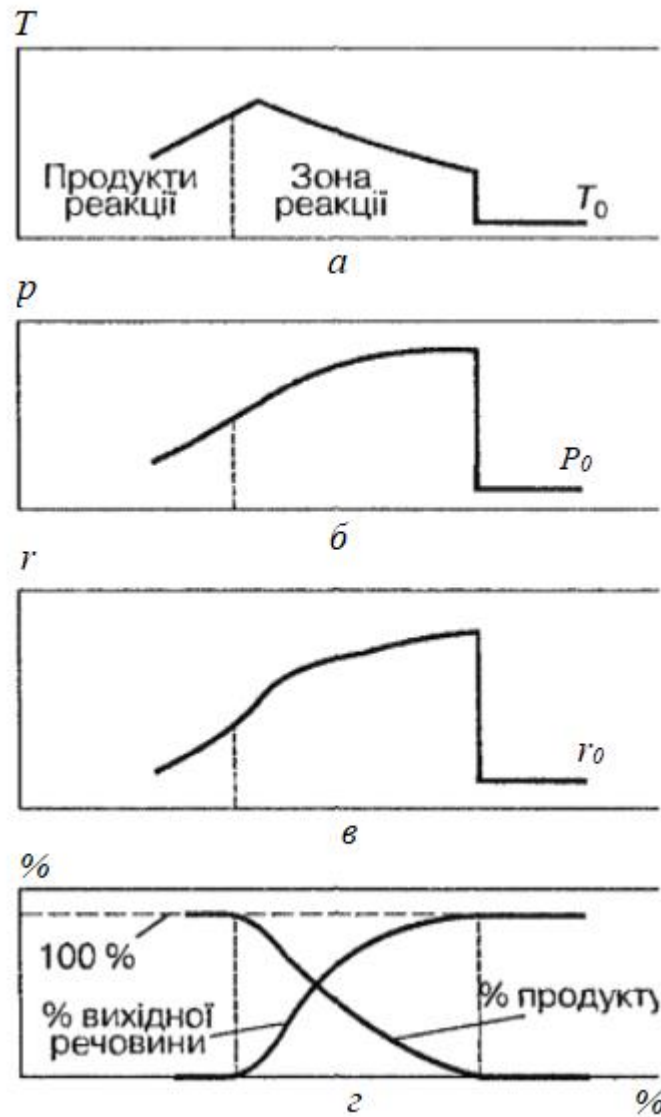 T
Продукти
реакції
Зона
реакції
T0
а
p
P0
б
r
r0
в
%
100 %
% вихідної
речовини
% продукту
г
%